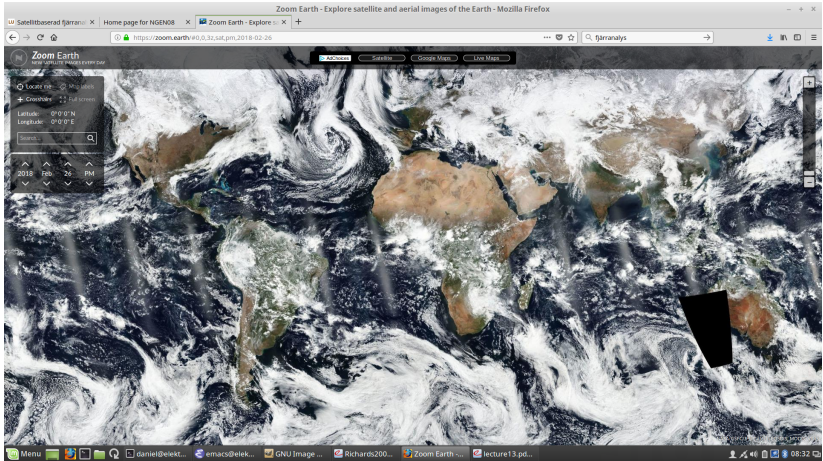 Zoom Earth - Explore satellite and aerial images of the Earth - Mozilla Firefox
Satellitbaserad fjärranal
Home page for NGEN08
Zoom Earth - Explore sa
https://zoom.earth/#0,0,3z,sat,pm,2018-02-26
fjärranalys
Zoom Earth
NEW SATELLITE IMAGES EVERY DAY
AdChoices
Satellite
Google Maps
Live Maps
Locate me
Map labels
Crosshairs
Full screen
Latitude: 0° 0' 0" N
Longitude: 0° 0' 0" E
Search...
2018 Feb 26 PM
Menu
daniel@elekt...
emacs@elek...
GNU Image ...
Richards200...
Zoom Earth -...
lecture13.pd...
08:32